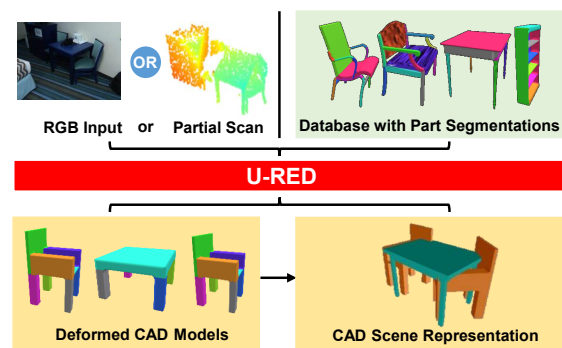 OR
RGB Input or Partial Scan
Database with Part Segmentations
U-RED
Deformed CAD Models
CAD Scene Representation